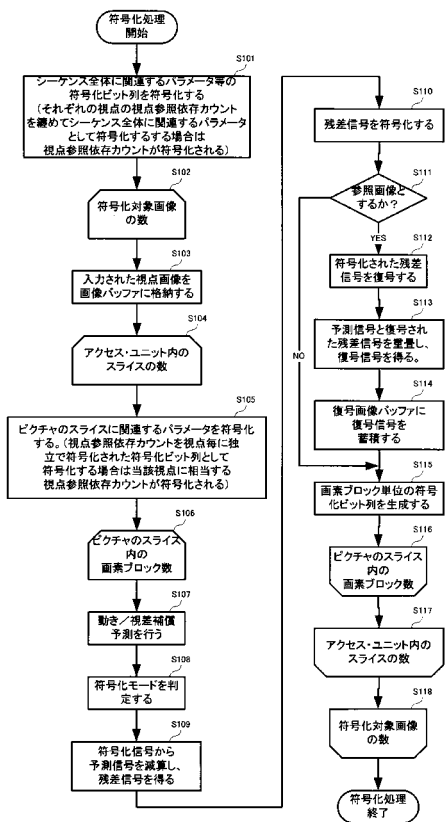 符号化処理
開始
S101
シーケンス全体に関連するパラメータ等の
符号化ビット列を符号化する
(それぞれの視点の視点参照依存カウント
を纏めてシーケンス全体に関連するパラメータ
として符号化するする場合は
視点参照依存カウントが符号化される)
S102
符号化対象画像
の数
S103
入力された視点画像を
画像バッファに格納する
S104
アクセス・ユニット内の
スライスの数
S105
ピクチャのスライスに関連するパラメータを符号化
する。(視点参照依存カウントを視点毎に独
立で符号化された符号化ビット列として
符号化する場合は当該視点に相当する
視点参照依存カウントが符号化される)
S106
ピクチャのスライス
内の
画素ブロック数
S107
動き/視差補償
予測を行う
S108
符号化モードを判
定する
S109
符号化信号から
予測信号を減算し、
残差信号を得る
S110
残差信号を符号化する
S111
参照画像と
するか?
YES
S112
符号化された残差
信号を復号する
S113
予測信号と復号され
た残差信号を重畳し、
復号信号を得る。
NO
S114
復号画像バッファに
復号信号を
蓄積する
S115
画素ブロック単位の符号
化ビット列を生成する
S116
ピクチャのスライス
内の
画素ブロック数
S117
アクセス・ユニット内の
スライスの数
S118
符号化対象画像
の数
符号化処理
終了